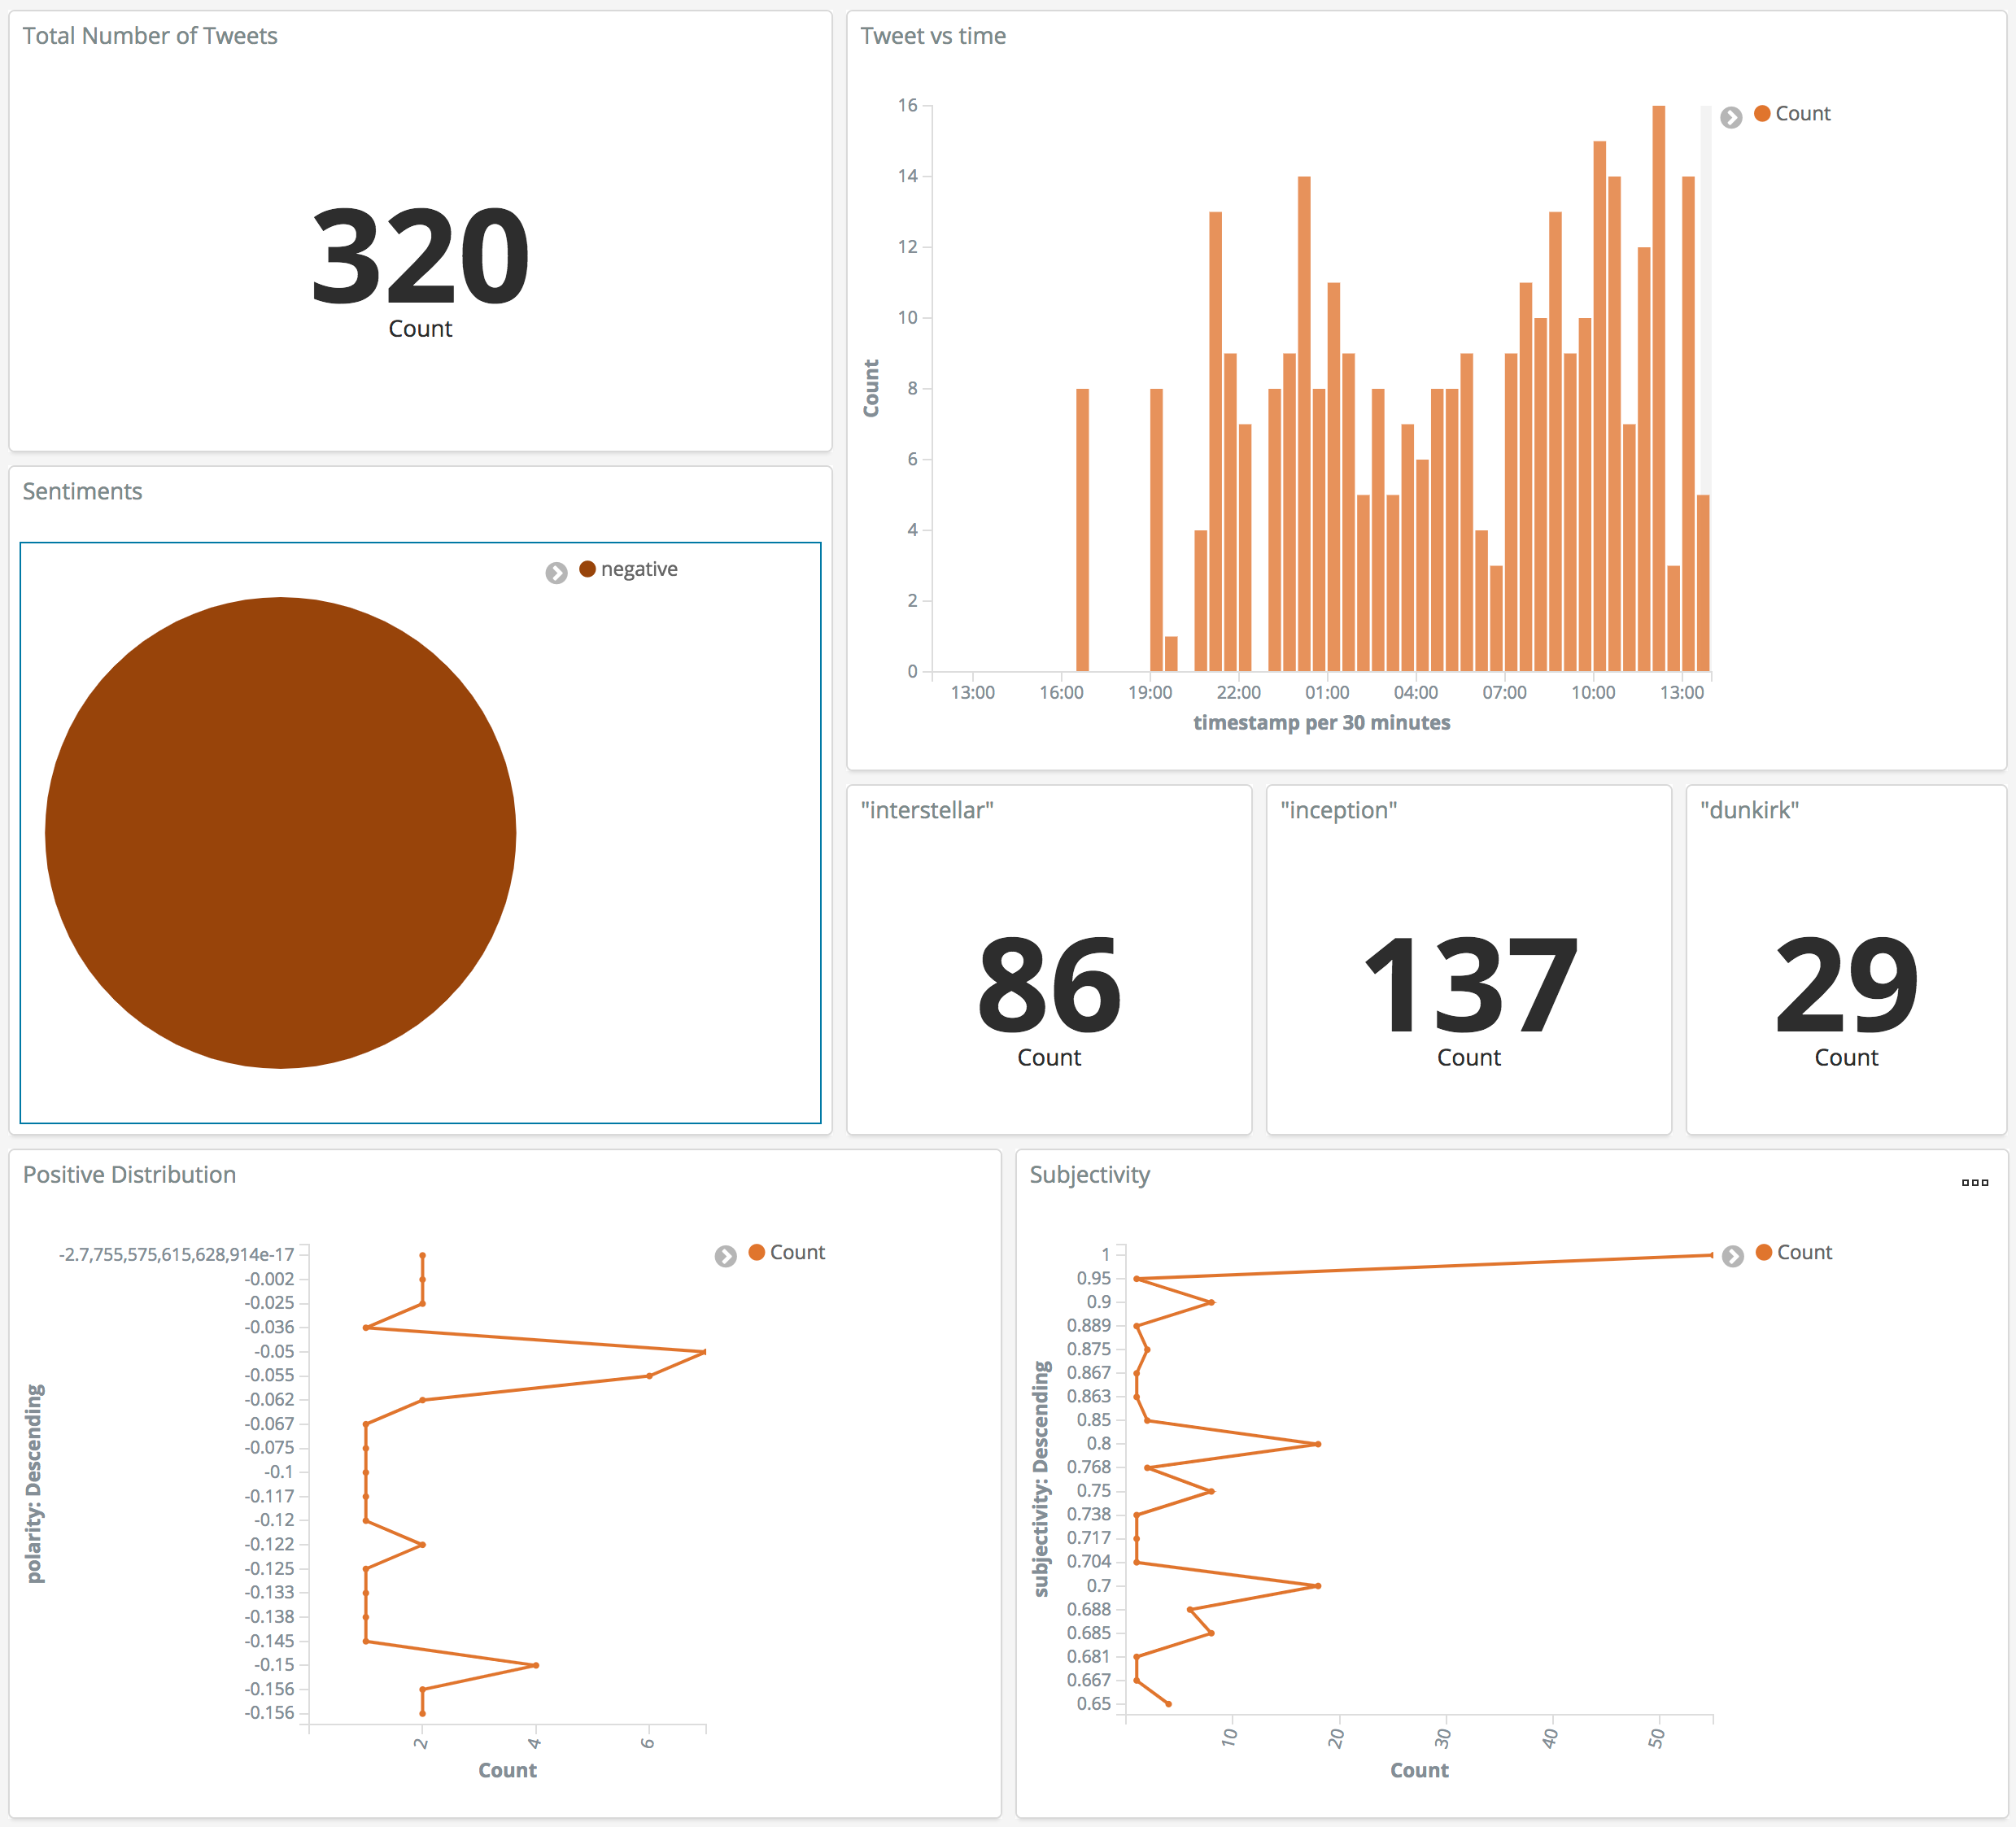 Total Number of Tweets
320
Count
Tweet vs time
Count
16
14
12
10
8
6
4
2
0
Count
13:00 16:00 19:00 22:00 01:00 04:00 07:00 10:00 13:00
timestamp per 30 minutes
Sentiments
negative
"interstellar"
86
Count
"inception"
137
Count
"dunkirk"
29
Count
Positive Distribution
Count
polarity: Descending
-2.7,755,575,615,628,914e-17
-0.002
-0.025
-0.036
-0.05
-0.055
-0.062
-0.067
-0.075
-0.1
-0.117
-0.12
-0.122
-0.125
-0.133
-0.138
-0.145
-0.15
-0.156
-0.156
2 4 6
Count
Subjectivity
Count
subjectivity: Descending
1
0.95
0.9
0.889
0.875
0.867
0.863
0.85
0.8
0.768
0.75
0.738
0.717
0.704
0.7
0.688
0.685
0.681
0.667
0.65
10 20 30 40 50
Count